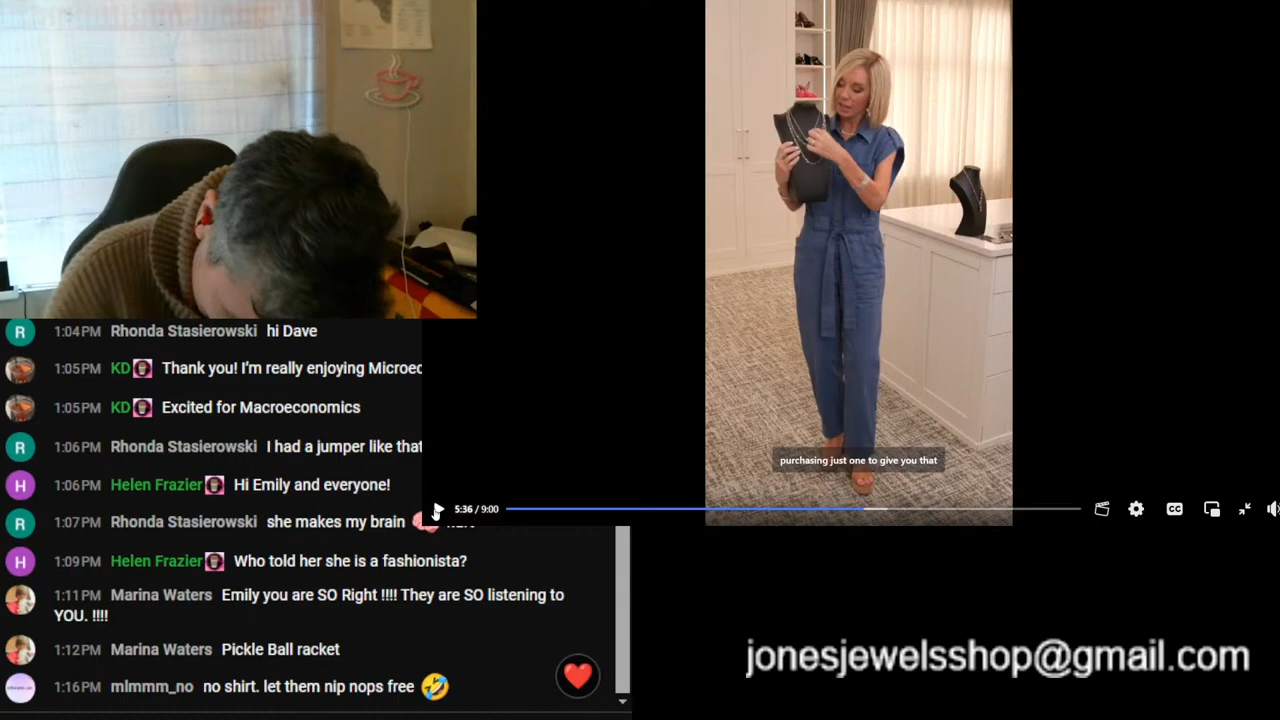 R 1:04 PM Rhonda Stasierowski hi Dave
1:05 PM KD Thank you! I'm really enjoying Microec
1:05 PM KD Excited for Macroeconomics
R 1:06 PM Rhonda Stasierowski I had a jumper like that
H 1:06 PM Helen Frazier Hi Emily and everyone!
R 1:07 PM Rhonda Stasierowski she makes my brain
H 1:09 PM Helen Frazier Who told her she is a fashionista?
1:11 PM Marina Waters Emily you are SO Right !!!! They are SO listening to
YOU. !!!!
1:12 PM Marina Waters Pickle Ball racket
1:16 PM mlmmm_no no shirt. let them nip nops free
purchasing just one to give you that
5:36 / 9:00
CC
jonesjewelsshop@gmail.com